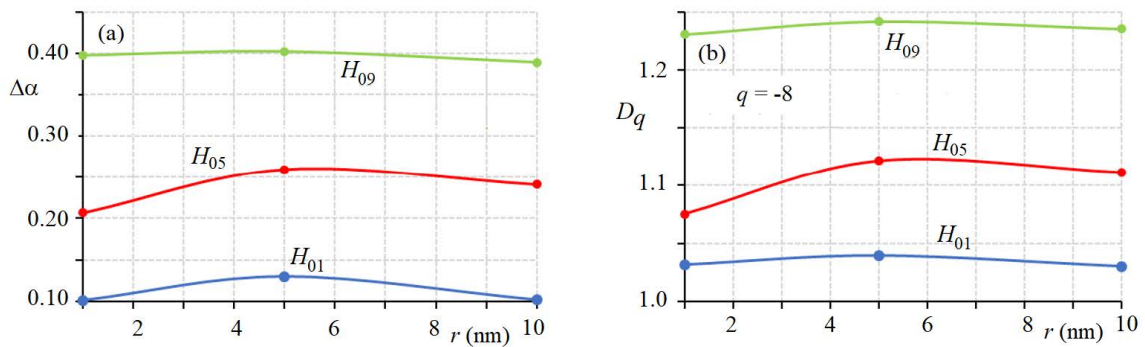 (a)
0.40
Δα
0.30
0.20
0.10
H09
H05
H01
2 4 6 8 10
r (nm)
(b)
1.2
Dq
1.1
1.0
q = -8
H09
H05
H01
2 4 6 8 10
r (nm)